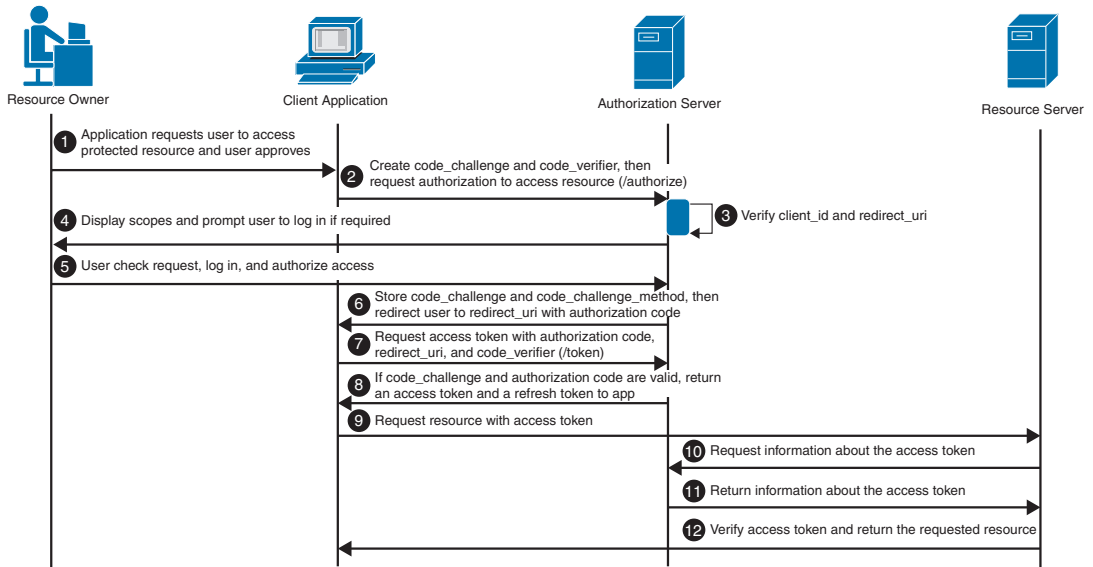 Resource Owner
Client Application
Authorization Server
Resource Server
1 Application requests user to access
protected resource and user approves
2 Create code_challenge and code_verifier, then
request authorization to access resource (/authorize)
3 Verify client_id and redirect_uri
4 Display scopes and prompt user to log in if required
5 User check request, log in, and authorize access
6 Store code_challenge and code_challenge_method, then
redirect user to redirect_uri with authorization code
7 Request access token with authorization code,
redirect_uri, and code_verifier (/token)
8 If code_challenge and authorization code are valid, return
an access token and a refresh token to app
9 Request resource with access token
10 Request information about the access token
11 Return information about the access token
12 Verify access token and return the requested resource